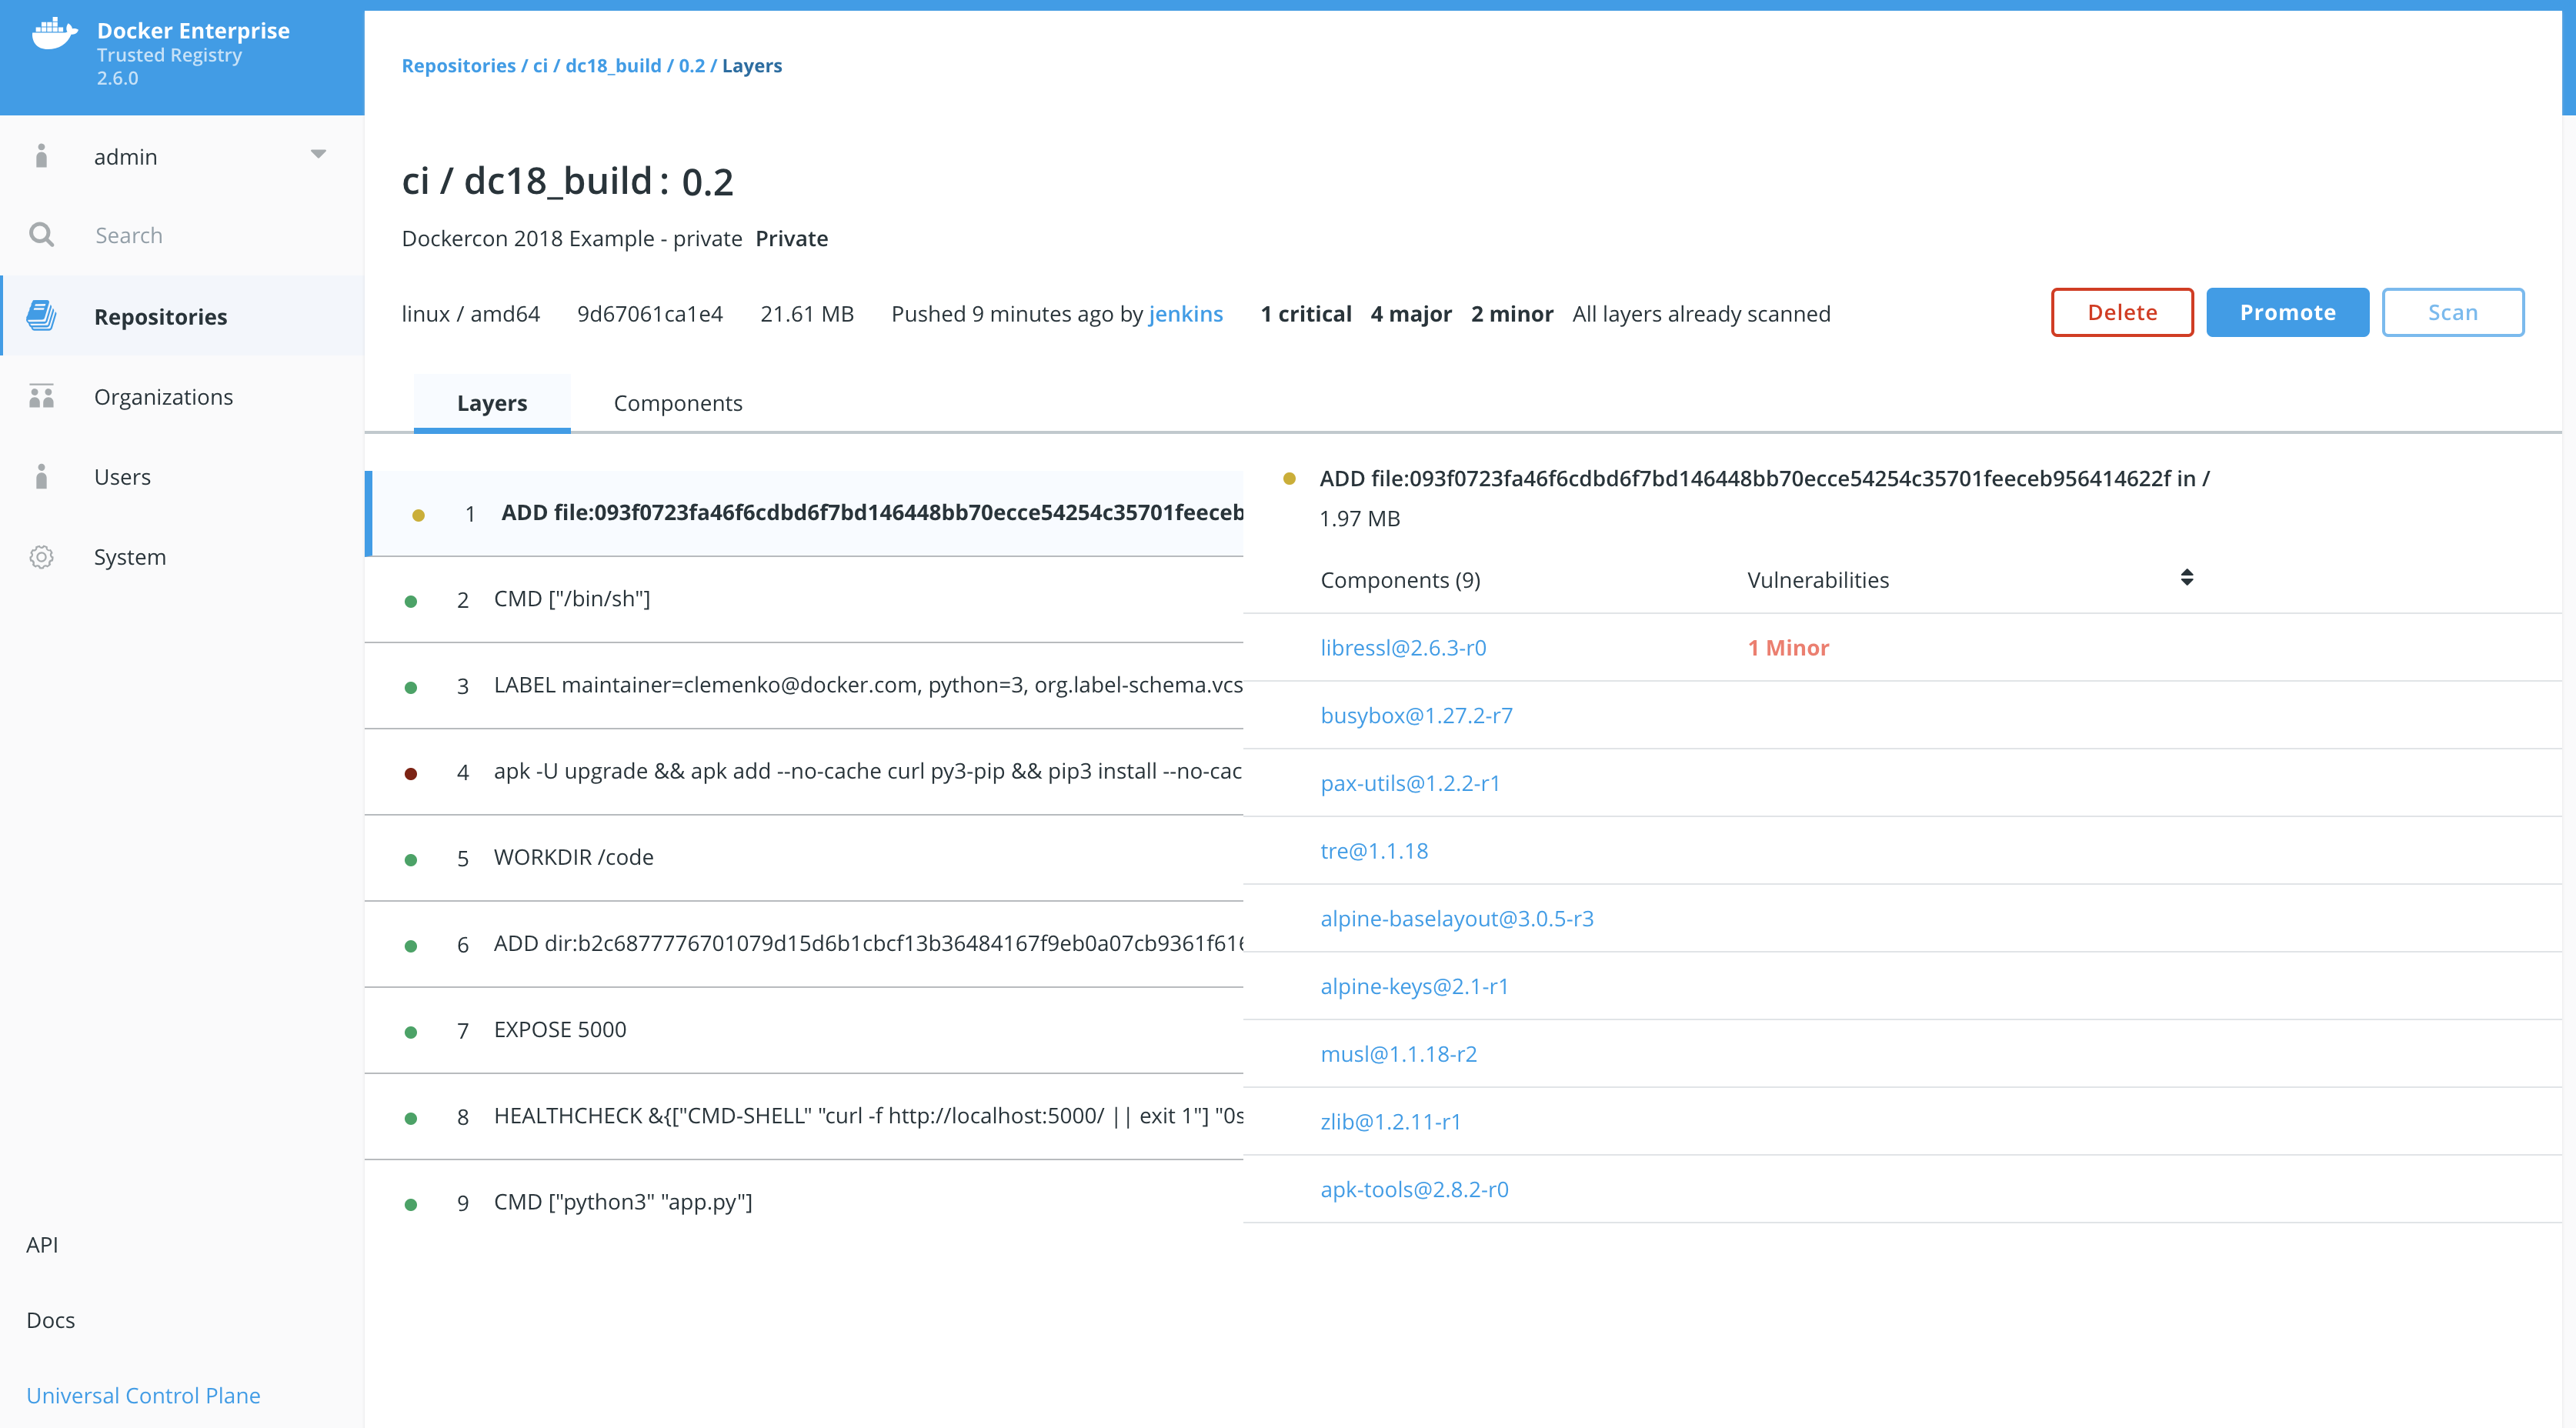 Docker Enterprise
Trusted Registry
2.6.0
admin
Search
Repositories
Organizations
Users
System
API
Docs
Universal Control Plane
Repositories / ci / dc18_build / 0.2 / Layers
ci / dc18_build : 0.2
Dockercon 2018 Example - private Private
linux / amd64 9d67061ca1e4 21.61 MB Pushed 9 minutes ago by jenkins 1 critical 4 major 2 minor All layers already scanned
Delete Promote Scan
Layers Components
1 ADD file:093f0723fa46f6cdbd6f7bd146448bb70ecce54254c35701feeceb
2 CMD ["/bin/sh"]
3 LABEL maintainer=clemenko@docker.com, python=3, org.label-schema.vcs
4 apk -U upgrade && apk add --no-cache curl py3-pip && pip3 install --no-cac
5 WORKDIR /code
6 ADD dir:b2c6877776701079d15d6b1cbcf13b36484167f9eb0a07cb9361f616
7 EXPOSE 5000
8 HEALTHCHECK &{["CMD-SHELL" "curl -f http://localhost:5000/ || exit 1"] "0s
9 CMD ["python3" "app.py"]
ADD file:093f0723fa46f6cdbd6f7bd146448bb70ecce54254c35701feeceb956414622f in /
1.97 MB
Components (9) Vulnerabilities
libressl@2.6.3-r0 1 Minor
busybox@1.27.2-r7
pax-utils@1.2.2-r1
tre@1.1.18
alpine-baselayout@3.0.5-r3
alpine-keys@2.1-r1
musl@1.1.18-r2
zlib@1.2.11-r1
apk-tools@2.8.2-r0